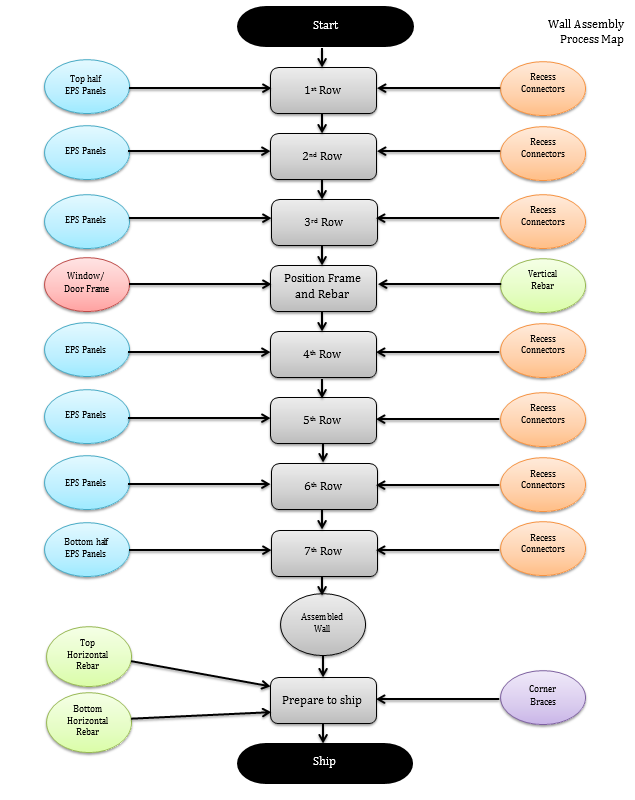 Start
Wall Assembly
Process Map
Top half
EPS Panels
1st Row
Recess
Connectors
EPS Panels
2nd Row
Recess
Connectors
EPS Panels
3rd Row
Recess
Connectors
Window/
Door Frame
Position Frame
and Rebar
Vertical
Rebar
EPS Panels
4th Row
Recess
Connectors
EPS Panels
5th Row
Recess
Connectors
EPS Panels
6th Row
Recess
Connectors
Bottom half
EPS Panels
7th Row
Recess
Connectors
Assembled
Wall
Top
Horizontal
Rebar
Prepare to ship
Corner
Braces
Bottom
Horizontal
Rebar
Ship